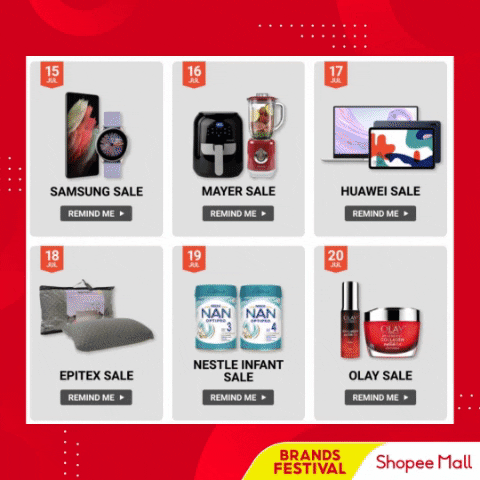 15
JUL
SAMSUNG SALE
REMIND ME
16
JUL
MAYER SALE
REMIND ME
17
JUL
HUAWEI SALE
REMIND ME
18
JUL
EPITEX SALE
REMIND ME
19
JUL
NAN
OPTIPRO
3
NAN
OPTIPRO
4
NESTLE INFANT
SALE
REMIND ME
20
JUL
OLAY
OLAY SALE
REMIND ME
BRANDS
FESTIVAL
Shopee Mall